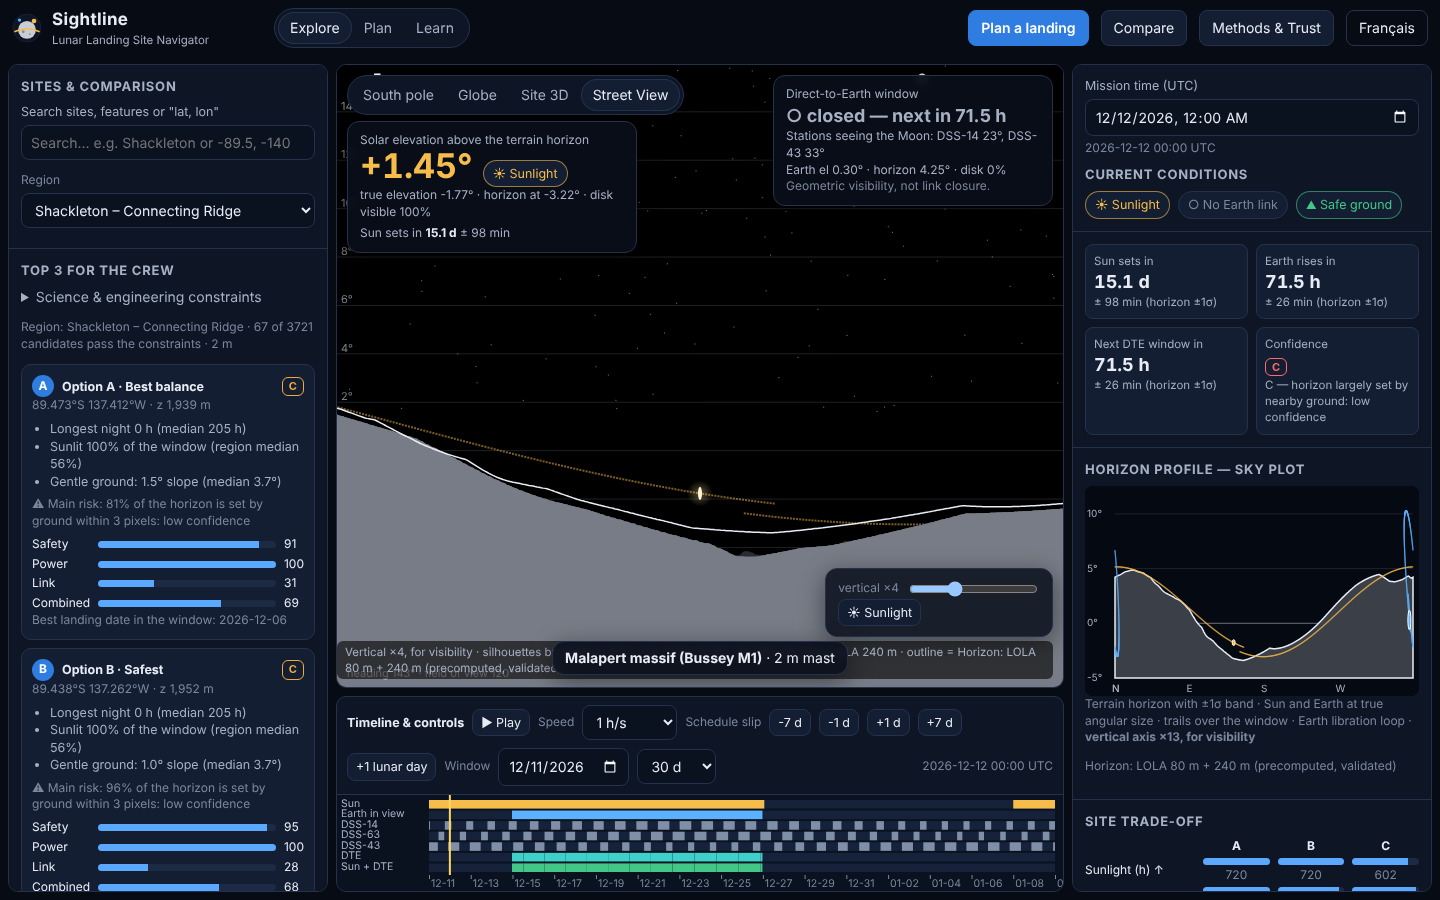 Sightline
Lunar Landing Site Navigator
Explore
Plan
Learn
Plan a landing
Compare
Methods & Trust
Français
SITES & COMPARISON
Search sites, features or "lat, lon"
Search... e.g. Shackleton or -89.5, -140
Region
Shackleton – Connecting Ridge
TOP 3 FOR THE CREW
▶ Science & engineering constraints
Region: Shackleton – Connecting Ridge · 67 of 3721
candidates pass the constraints · 2 m
A Option A · Best balance C
89.473°S 137.412°W · z 1,939 m
• Longest night 0 h (median 205 h)
• Sunlit 100% of the window (region median
56%)
• Gentle ground: 1.5° slope (median 3.7°)
⚠ Main risk: 81% of the horizon is set by
ground within 3 pixels: low confidence
Safety 91
Power 100
Link 31
Combined 69
Best landing date in the window: 2026-12-06
B Option B · Safest C
89.438°S 137.262°W · z 1,952 m
• Longest night 0 h (median 205 h)
• Sunlit 100% of the window (region median
56%)
• Gentle ground: 1.0° slope (median 3.7°)
⚠ Main risk: 96% of the horizon is set by
ground within 3 pixels: low confidence
Safety 95
Power 100
Link 28
Combined 68
South pole
Globe
Site 3D
Street View
Solar elevation above the terrain horizon
+1.45° ☀ Sunlight
true elevation -1.77° · horizon at -3.22° · disk
visible 100%
Sun sets in 15.1 d ± 98 min
Direct-to-Earth window
○ closed — next in 71.5 h
Stations seeing the Moon: DSS-14 23°, DSS-
43 33°
Earth el 0.30° · horizon 4.25° · disk 0%
Geometric visibility, not link closure.
14
8°
6°
4°
2°
vertical ×4
☀ Sunlight
Vertical ×4, for visibility · silhouettes b
LA 240 m · outline = Horizon: LOLA
80 m + 240 m (precomputed, validated
Malapert massif (Bussey M1) · 2 m mast
Timeline & controls
▶ Play
Speed
1 h/s
Schedule slip
-7 d
-1 d
+1 d
+7 d
+1 lunar day
Window
12/11/2026
30 d
2026-12-12 00:00 UTC
Sun
Earth in view
DSS-14
DSS-63
DSS-43
DTE
Sun + DTE
12-11 12-13 12-15 12-17 12-19 12-21 12-23 12-25 12-27 12-29 12-31 01-02 01-04 01-06 01-08 0
Mission time (UTC)
12/12/2026, 12:00 AM
2026-12-12 00:00 UTC
CURRENT CONDITIONS
☀ Sunlight
○ No Earth link
▲ Safe ground
Sun sets in
15.1 d
± 98 min (horizon ±1σ)
Earth rises in
71.5 h
± 26 min (horizon ±1σ)
Next DTE window in
71.5 h
± 26 min (horizon ±1σ)
Confidence
C
C — horizon largely set by
nearby ground: low
confidence
HORIZON PROFILE — SKY PLOT
10°
5°
0°
-5°
N E S W
Terrain horizon with ±1σ band · Sun and Earth at true
angular size · trails over the window · Earth libration loop ·
vertical axis ×13, for visibility
Horizon: LOLA 80 m + 240 m (precomputed, validated)
SITE TRADE-OFF
A B C
Sunlight (h) ↑
720 720 602